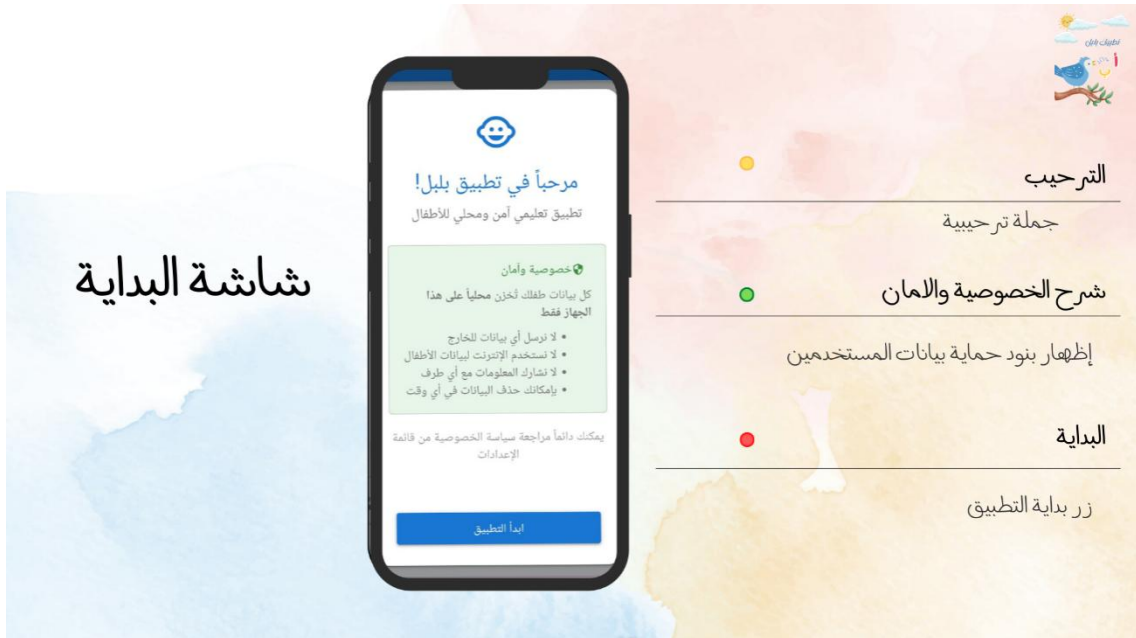 تطبيق بلبل
أ
ب
شاشة البداية
مرحباً في تطبيق بلبل!
تطبيق تعليمي آمن ومحلي للأطفال
خصوصية وأمان
كل بيانات طفلك تُخزن محلياً على هذا
الجهاز فقط
• لا نرسل أي بيانات للخارج
• لا نستخدم الإنترنت لبيانات الأطفال
• لا نشارك المعلومات مع أي طرف
• بإمكانك حذف البيانات في أي وقت
يمكنك دائماً مراجعة سياسة الخصوصية من قائمة
الإعدادات
ابدأ التطبيق
الترحيب
جملة ترحيبية
شرح الخصوصية والامان
إظهار بنود حماية بيانات المستخدمين
البداية
زر بداية التطبيق